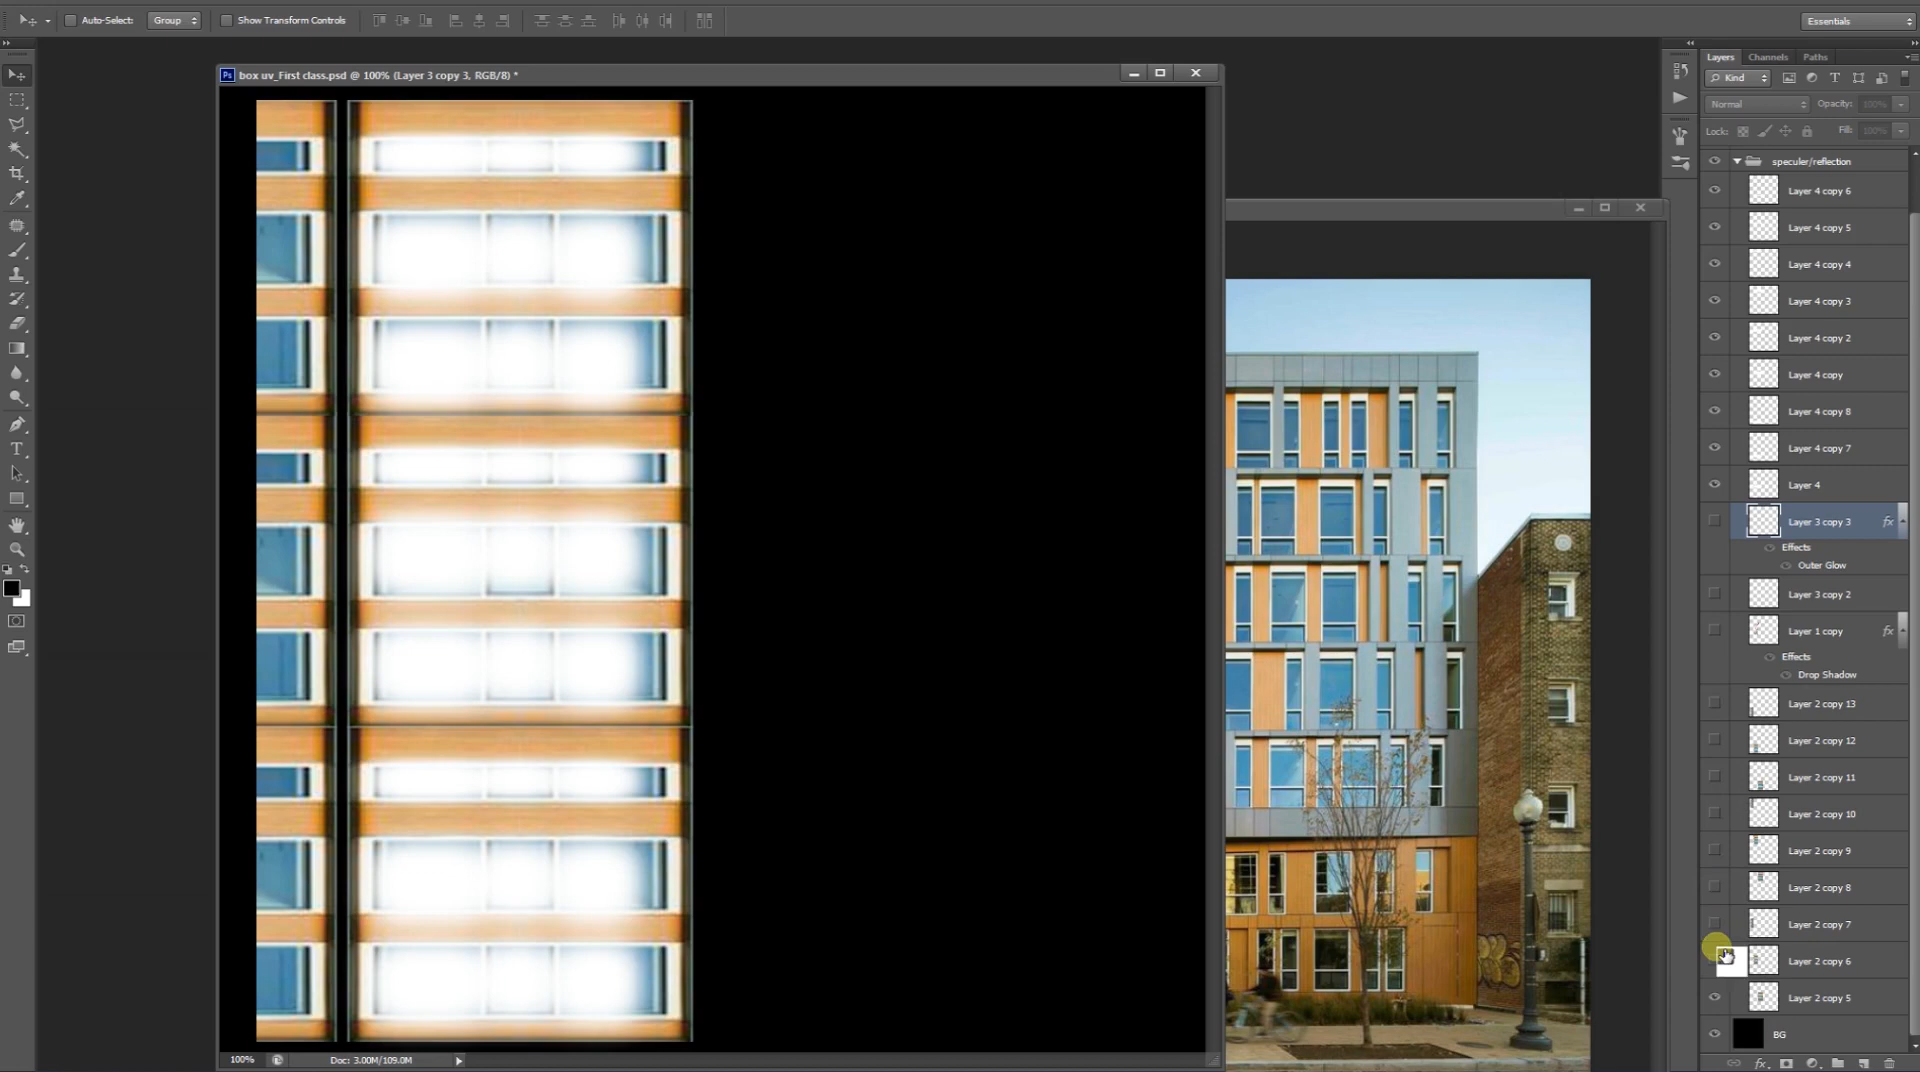 Auto-Select:
Group
Show Transform Controls
Essentials
Ps
box uv_First class.psd @ 100% (Layer 3 copy 3, RGB/8) *
Layers
Channels
Paths
Kind
Normal
Opacity:
100%
Lock:
Fill:
100%
speculer/reflection
Layer 4 copy 6
Layer 4 copy 5
Layer 4 copy 4
Layer 4 copy 3
Layer 4 copy 2
Layer 4 copy
Layer 4 copy 8
Layer 4 copy 7
Layer 4
Layer 3 copy 3
fx
Effects
Outer Glow
Layer 3 copy 2
Layer 1 copy
fx
Effects
Drop Shadow
Layer 2 copy 13
Layer 2 copy 12
Layer 2 copy 11
Layer 2 copy 10
Layer 2 copy 9
Layer 2 copy 8
Layer 2 copy 7
Layer 2 copy 6
Layer 2 copy 5
BG
100%
Doc: 3.00M/109.0M
fx